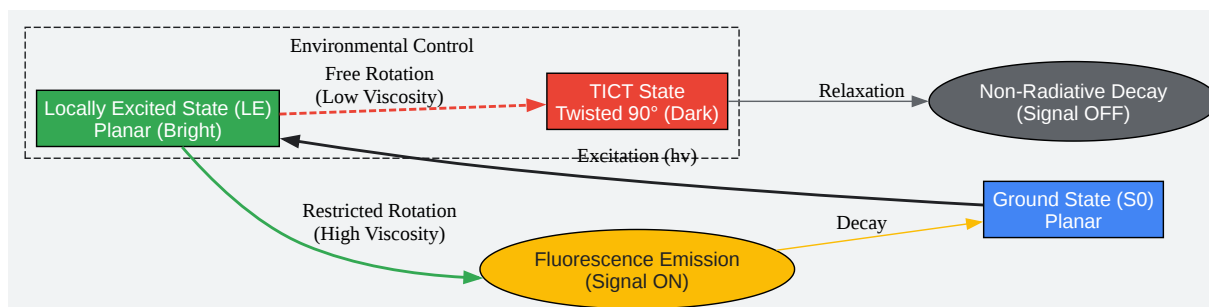 Environmental Control
Free Rotation
(Low Viscosity)
Locally Excited State (LE)
Planar (Bright)
TICT State
Twisted 90° (Dark)
Relaxation
Non-Radiative Decay
(Signal OFF)
Excitation (hv)
Ground State (S0)
Planar
Restricted Rotation
(High Viscosity)
Decay
Fluorescence Emission
(Signal ON)